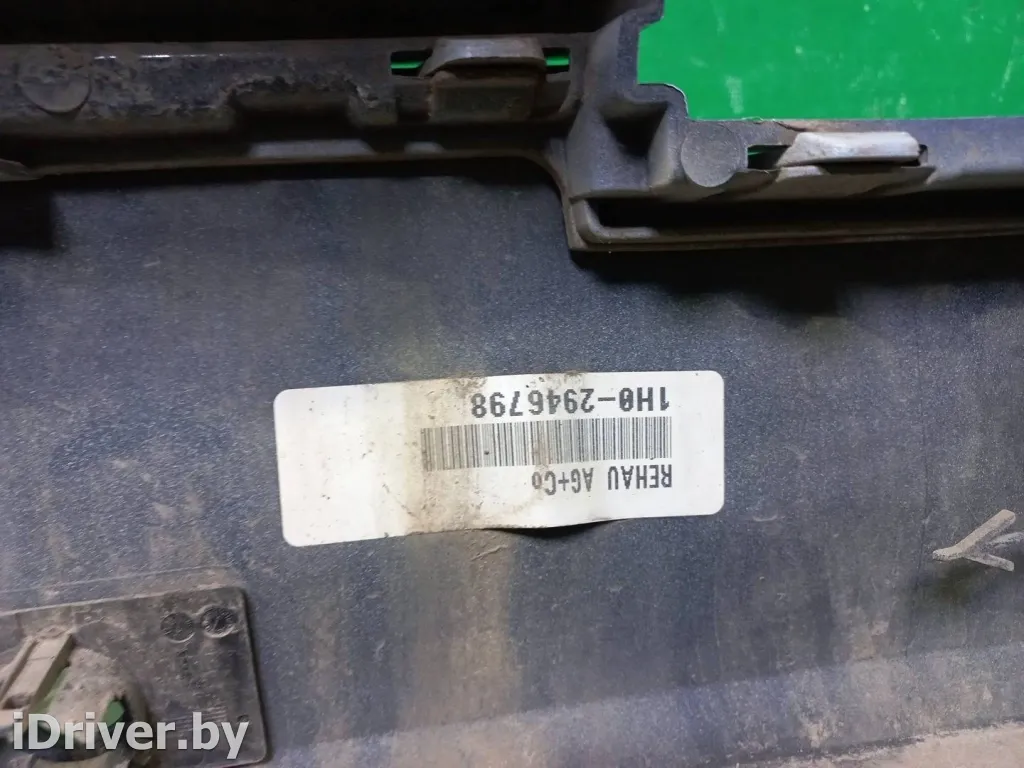 REHAU AG+Co
1H0-2946798
iDriver.by